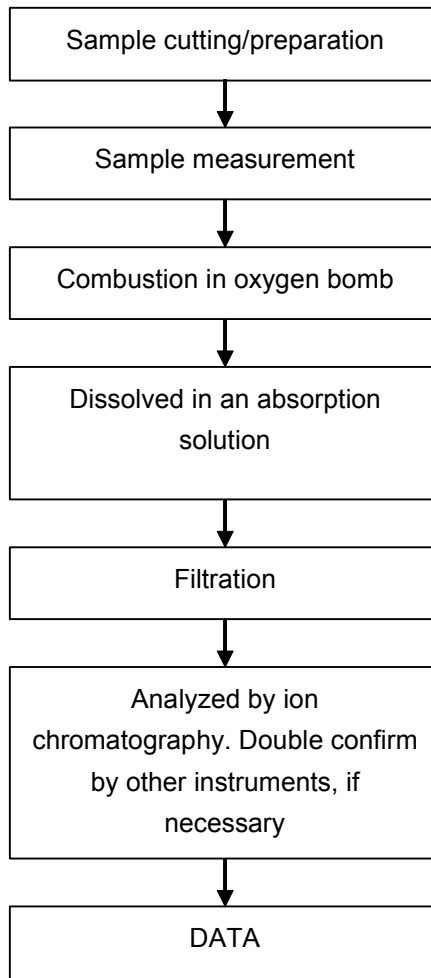 Sample cutting/preparation
Sample measurement
Combustion in oxygen bomb
Dissolved in an absorption
solution
Filtration
Analyzed by ion
chromatography. Double confirm
by other instruments, if
necessary
DATA